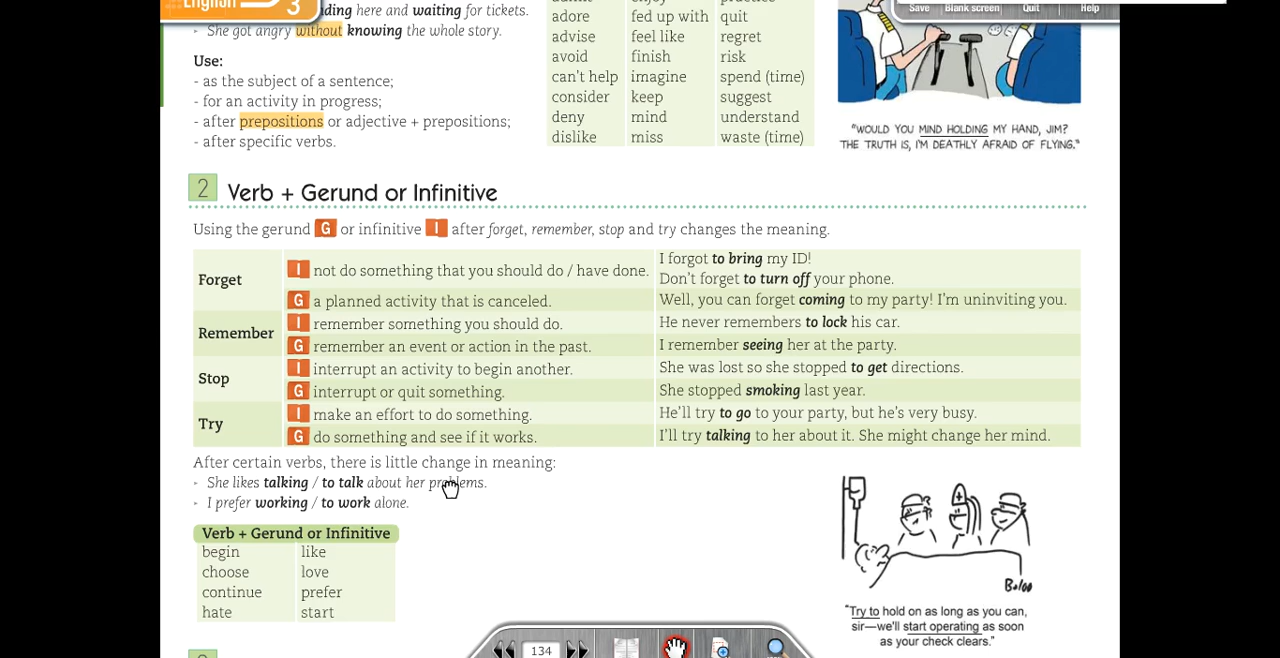 English 3
Save Blank screen Quit Help
here and waiting for tickets.
She got angry without knowing the whole story.
Use:
- as the subject of a sentence;
- for an activity in progress;
- after prepositions or adjective + prepositions;
- after specific verbs.
adore fed up with quit
advise feel like regret
avoid finish risk
can't help imagine spend (time)
consider keep suggest
deny mind understand
dislike miss waste (time)
"WOULD YOU MIND HOLDING MY HAND, JIM?
THE TRUTH IS, I'M DEATHLY AFRAID OF FLYING."
2 Verb + Gerund or Infinitive
Using the gerund G or infinitive I after forget, remember, stop and try changes the meaning.
Forget
I not do something that you should do / have done.
I forgot to bring my ID!
Don't forget to turn off your phone.
G a planned activity that is canceled.
Well, you can forget coming to my party! I'm uninviting you.
Remember
I remember something you should do.
He never remembers to lock his car.
G remember an event or action in the past.
I remember seeing her at the party.
Stop
I interrupt an activity to begin another.
She was lost so she stopped to get directions.
G interrupt or quit something.
She stopped smoking last year.
Try
I make an effort to do something.
He'll try to go to your party, but he's very busy.
G do something and see if it works.
I'll try talking to her about it. She might change her mind.
After certain verbs, there is little change in meaning:
She likes talking / to talk about her problems.
I prefer working / to work alone.
Verb + Gerund or Infinitive
begin like
choose love
continue prefer
hate start
Baloo
"Try to hold on as long as you can,
sir—we'll start operating as soon
as your check clears."
134